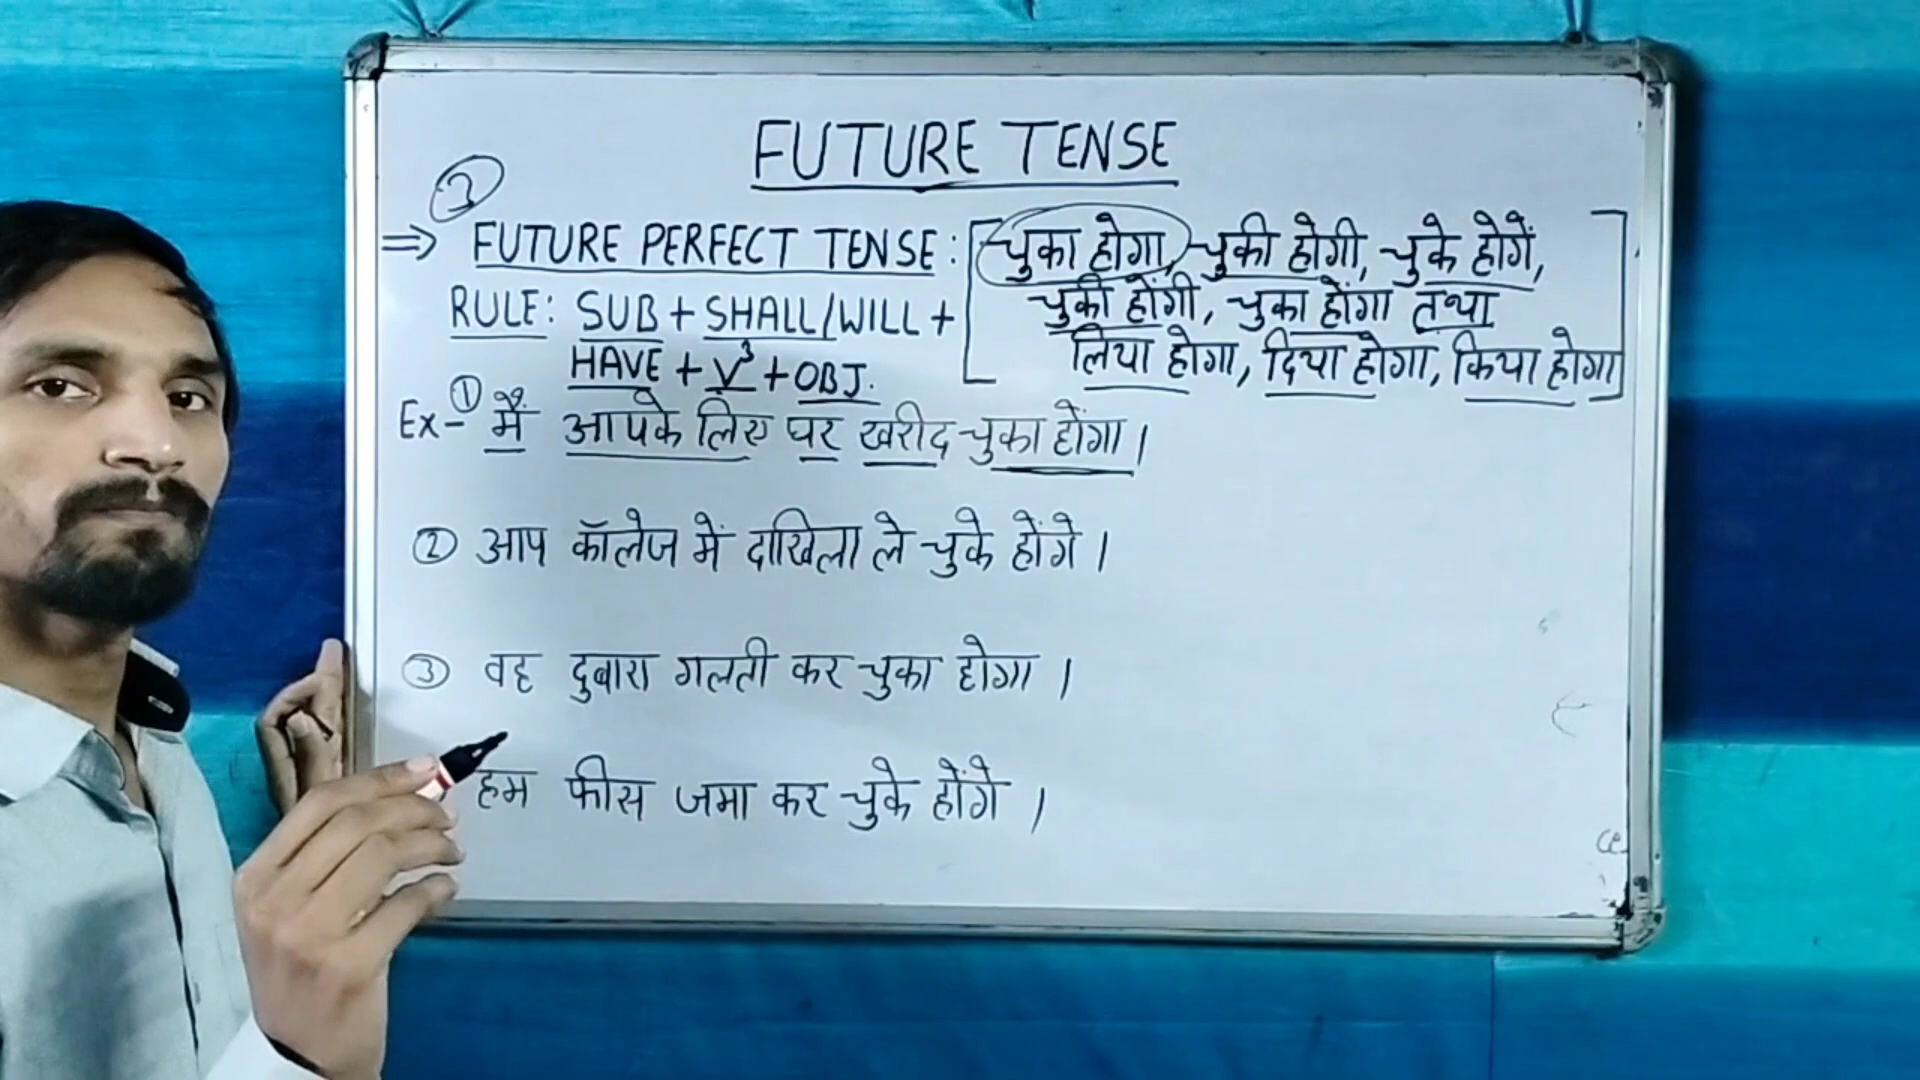 FUTURE TENSE
3
⇒ FUTURE PERFECT TENSE: [चुका होगा, चुकी होगी, चुके होगें,
RULE: SUB + SHALL/WILL + चुकी होंगी, चुका होंगा तथा
HAVE + V³ + OBJ. लिया होगा, दिया होगा, किया होगा]
Ex- ① मैं आपके लिए घर खरीद चुका होंगा।
② आप कॉलेज में दाखिला ले चुके होंगे।
③ वह दुबारा गलती कर चुका होगा।
हम फीस जमा कर चुके होंगे।